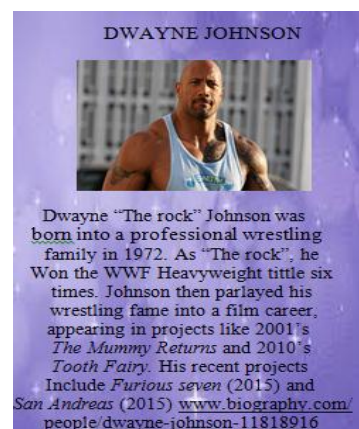 DWAYNE JOHNSON
Dwayne “The rock” Johnson was
born into a professional wrestling
family in 1972. As “The rock”, he
Won the WWF Heavyweight tittle six
times. Johnson then parlayed his
wrestling fame into a film career,
appearing in projects like 2001’s
The Mummy Returns and 2010’s
Tooth Fairy. His recent projects
Include Furious seven (2015) and
San Andreas (2015) www.biography.com/
people/dwayne-johnson-11818916